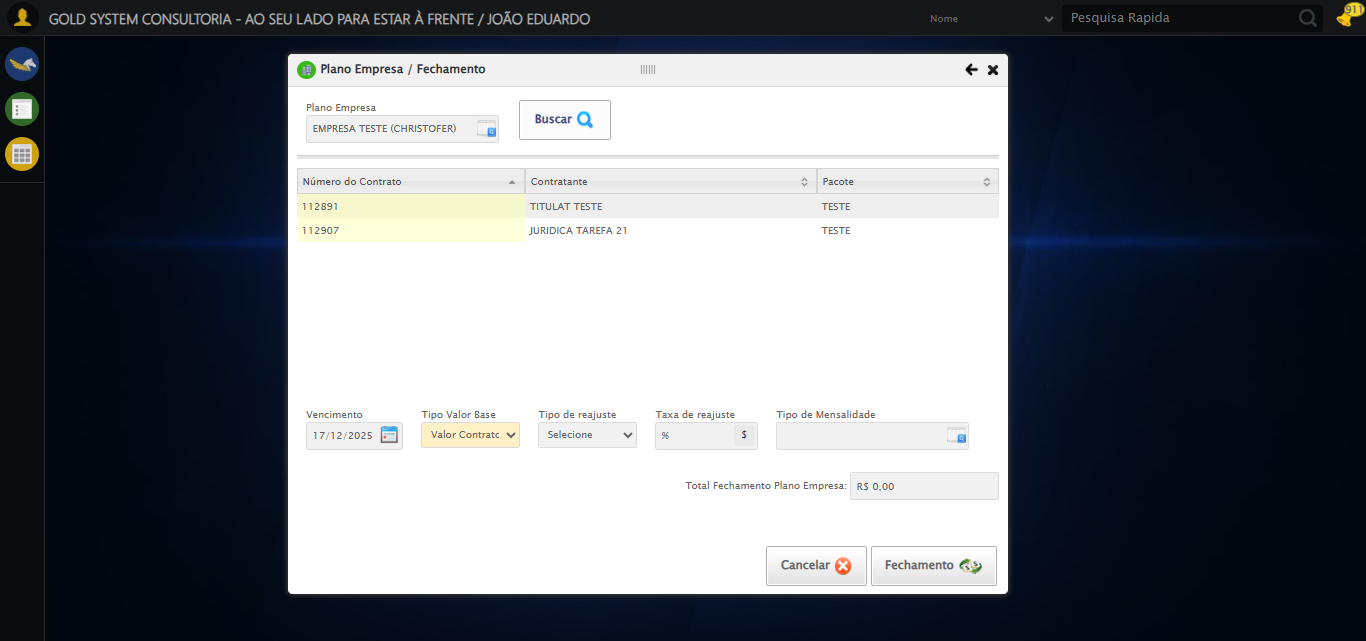 GOLD SYSTEM CONSULTORIA - AO SEU LADO PARA ESTAR À FRENTE / JOÃO EDUARDO
Nome
Pesquisa Rapida
911
Plano Empresa / Fechamento
Plano Empresa
EMPRESA TESTE (CHRISTOFER)
Buscar
Número do Contrato Contratante Pacote
112891 TITULAT TESTE TESTE
112907 JURIDICA TAREFA 21 TESTE
Vencimento Tipo Valor Base Tipo de reajuste Taxa de reajuste Tipo de Mensalidade
17/12/2025 Valor Contrato Selecione % $
Total Fechamento Plano Empresa: R$ 0,00
Cancelar Fechamento